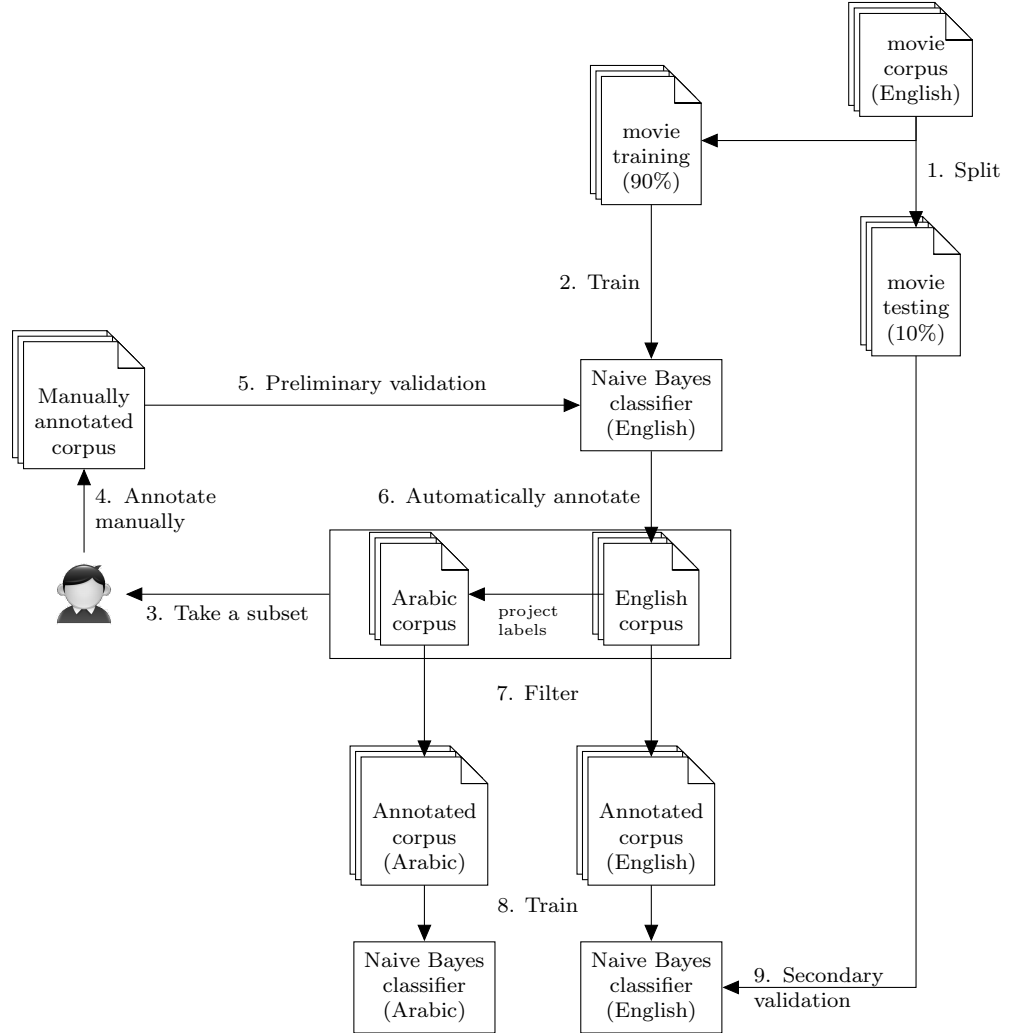 movie
corpus
(English)
movie
training
(90%)
1. Split
2. Train
movie
testing
(10%)
Manually
annotated
corpus
5. Preliminary validation
Naive Bayes
classifier
(English)
4. Annotate
manually
6. Automatically annotate
3. Take a subset
Arabic
corpus
project
labels
English
corpus
7. Filter
Annotated
corpus
(Arabic)
Annotated
corpus
(English)
8. Train
Naive Bayes
classifier
(Arabic)
Naive Bayes
classifier
(English)
9. Secondary
validation